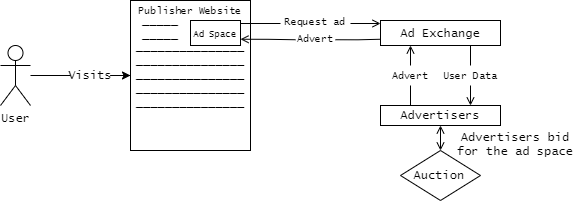 Publisher Website
Ad Space
Request ad
Advert
Ad Exchange
Visits
User
Advert
User Data
Advertisers
Advertisers bid
for the ad space
Auction